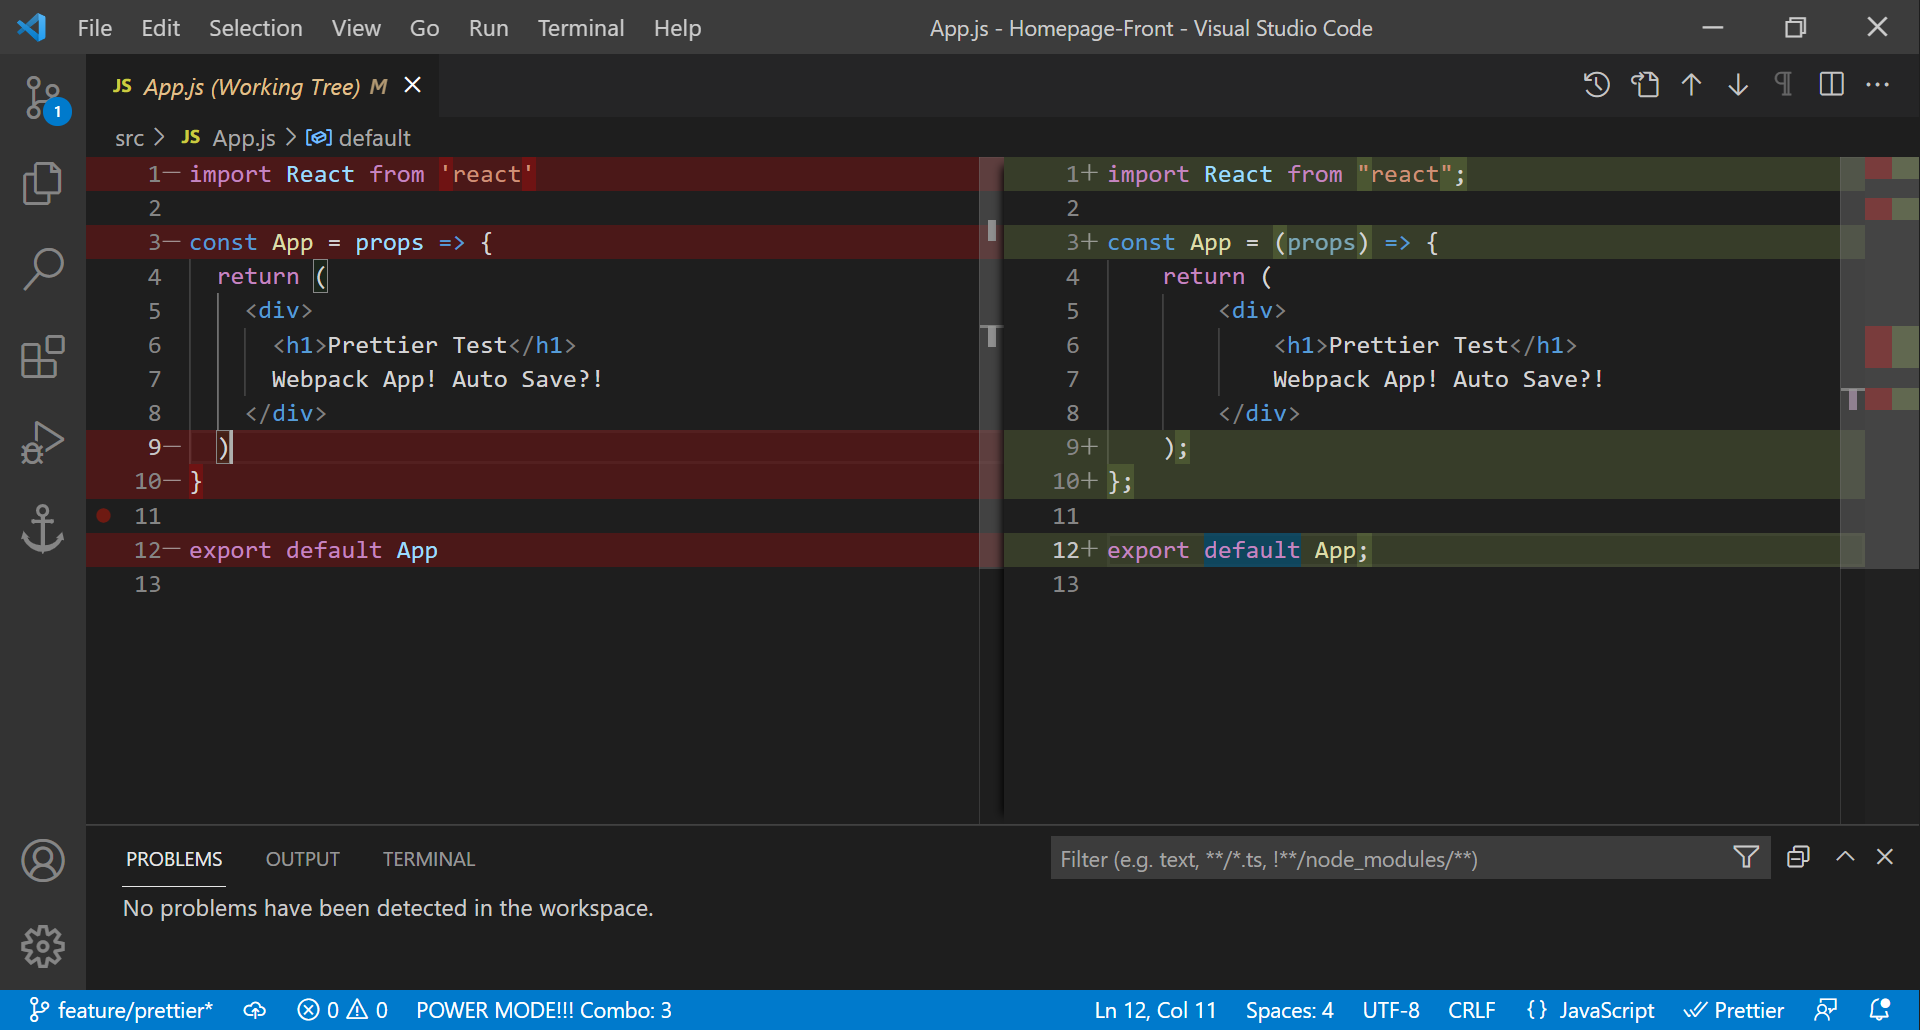 File Edit Selection View Go Run Terminal Help App.js - Homepage-Front - Visual Studio Code
1
JS App.js (Working Tree) M
src > JS App.js > default
1— import React from 'react'
2
3— const App = props => {
4 return (
5 <div>
6 <h1>Prettier Test</h1>
7 Webpack App! Auto Save?!
8 </div>
9— )
10— }
11
12— export default App
13
1+ import React from "react";
2
3+ const App = (props) => {
4 return (
5 <div>
6 <h1>Prettier Test</h1>
7 Webpack App! Auto Save?!
8 </div>
9+ );
10+ };
11
12+ export default App;
13
PROBLEMS OUTPUT TERMINAL Filter (e.g. text, **/*.ts, !**/node_modules/**)
No problems have been detected in the workspace.
feature/prettier* 0 0 POWER MODE!!! Combo: 3 Ln 12, Col 11 Spaces: 4 UTF-8 CRLF {} JavaScript Prettier